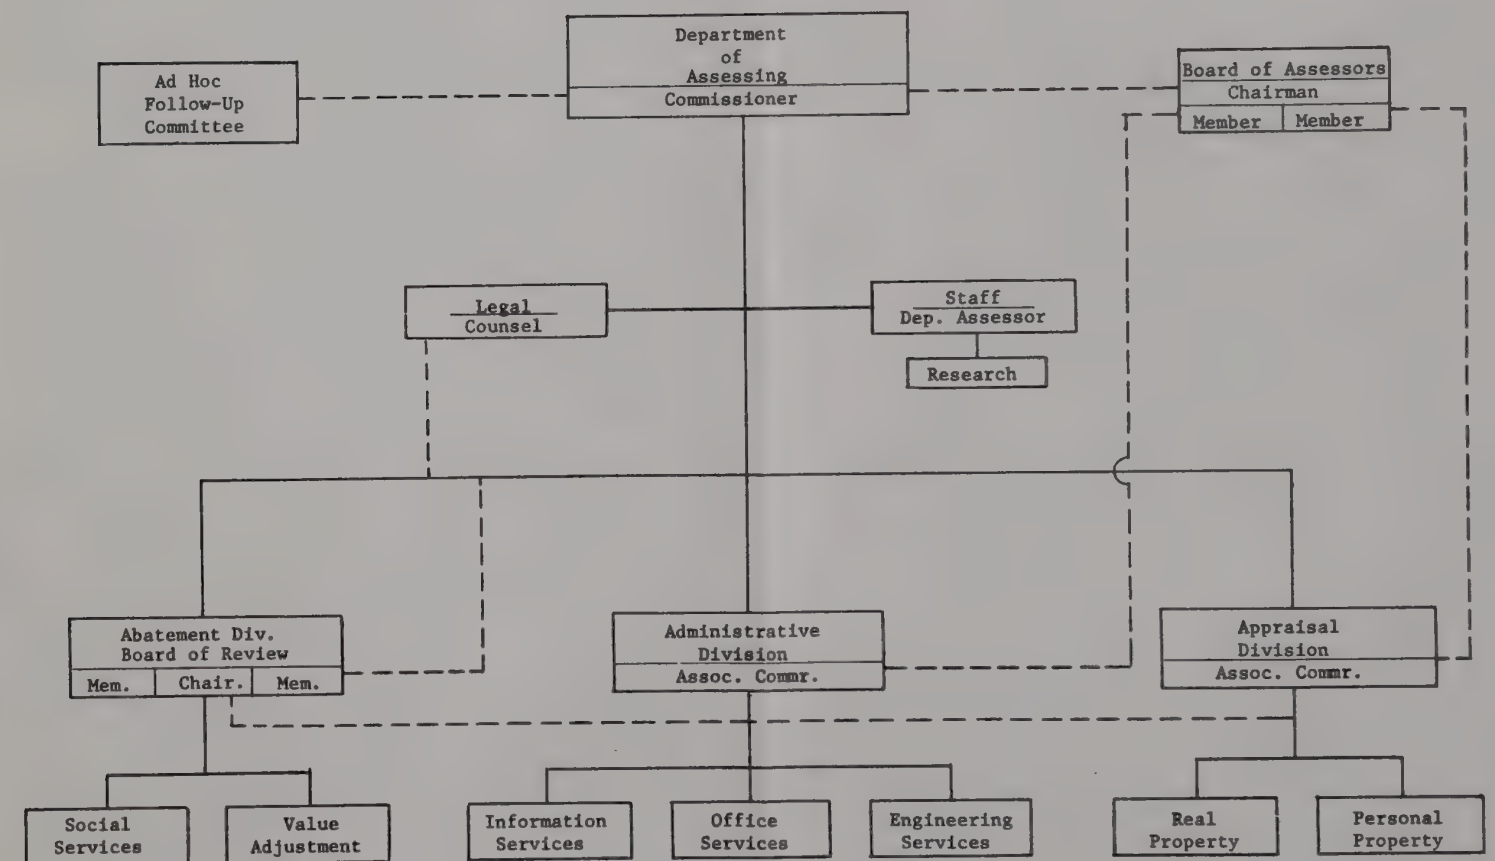 Department
of
Assessing
Commissioner
Ad Hoc
Follow-Up
Committee
Board of Assessors
Chairman
Member Member
Legal
Counsel
Staff
Dep. Assessor
Research
Abatement Div.
Board of Review
Mem. Chair. Mem.
Administrative
Division
Assoc. Commr.
Appraisal
Division
Assoc. Commr.
Social
Services
Value
Adjustment
Information
Services
Office
Services
Engineering
Services
Real
Property
Personal
Property